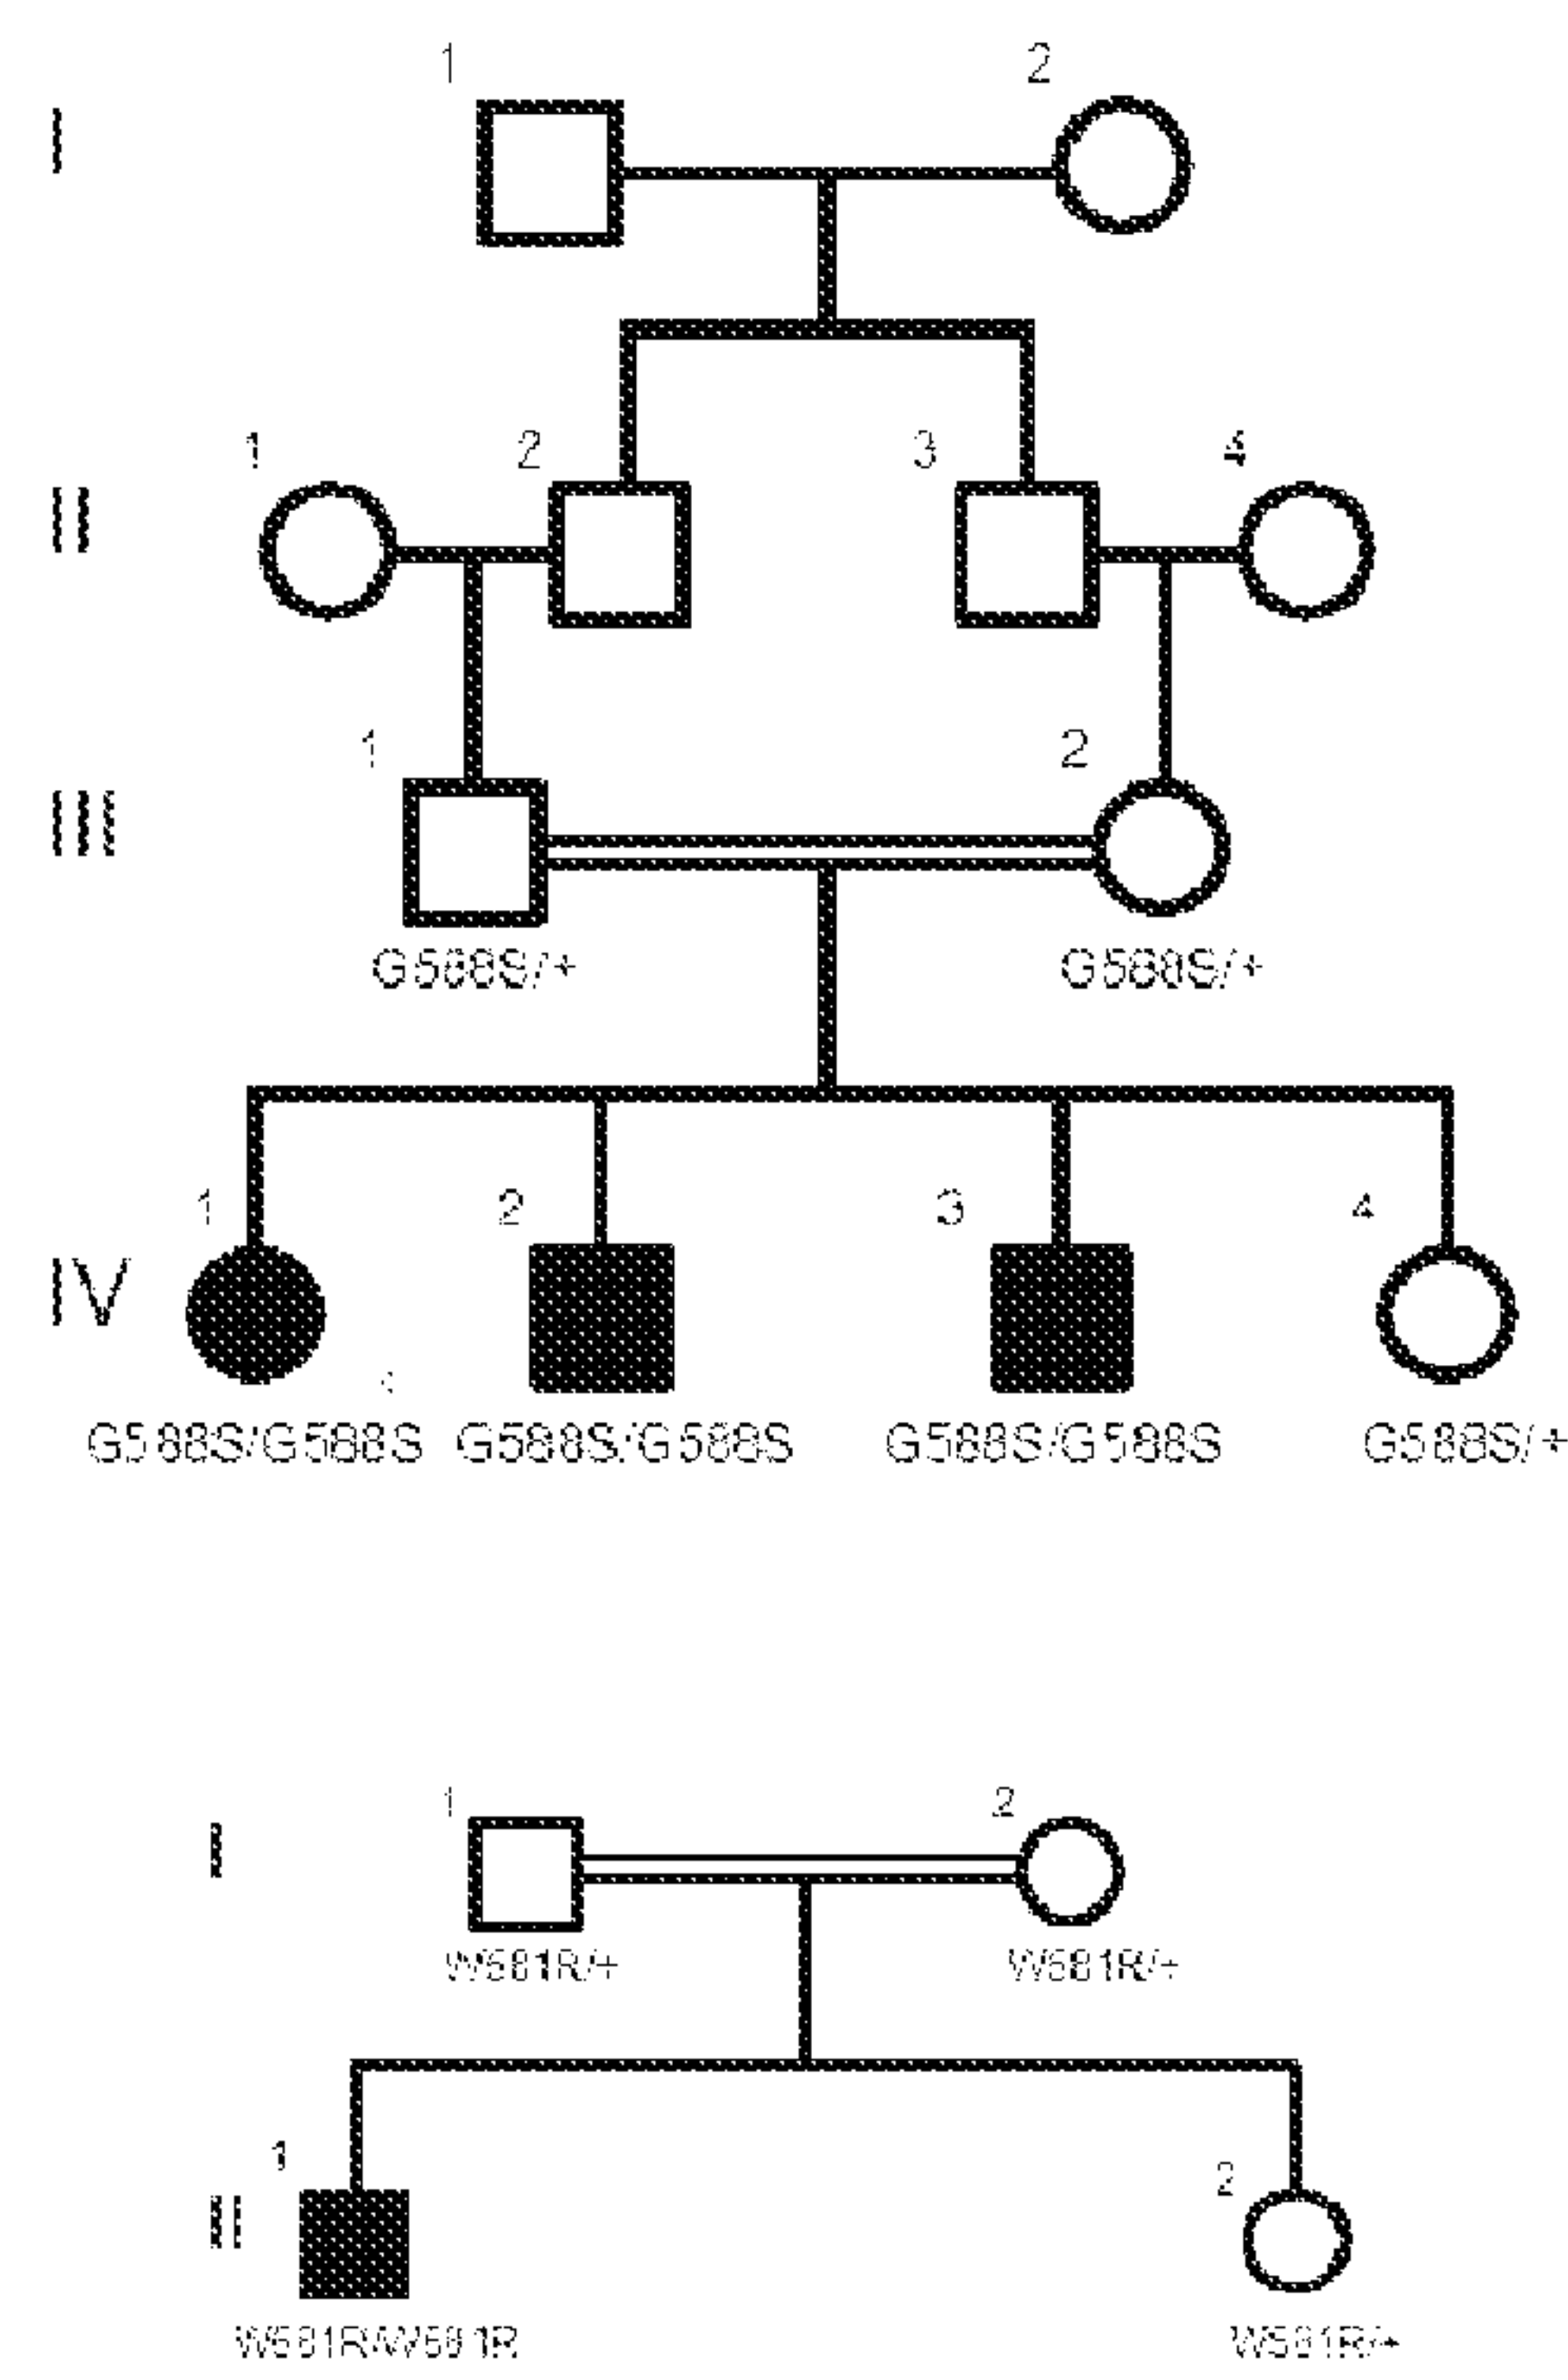 1 2
I
1 2 3 4
II
1 2
III
G588S/+ G588S/+
1 2 3 4
IV
G588S/G588S G588S/G588S G588S/G588S G588S/+
1 2
I
W581R/+ W581R/+
1 2
II
W581R/W581R W581R/+